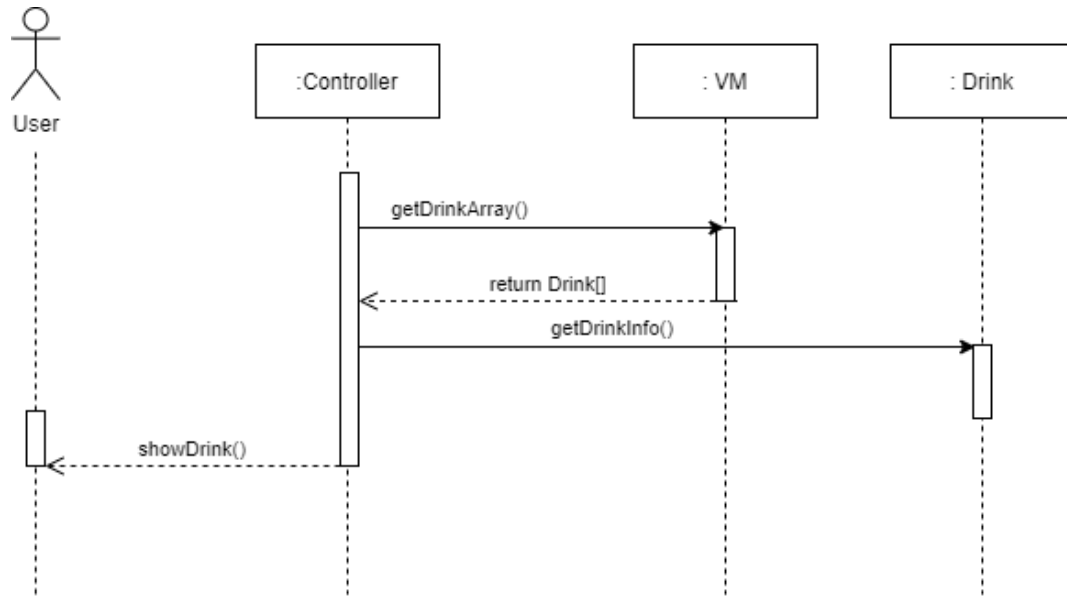 User
:Controller
: VM
: Drink
getDrinkArray()
return Drink[]
getDrinkInfo()
showDrink()